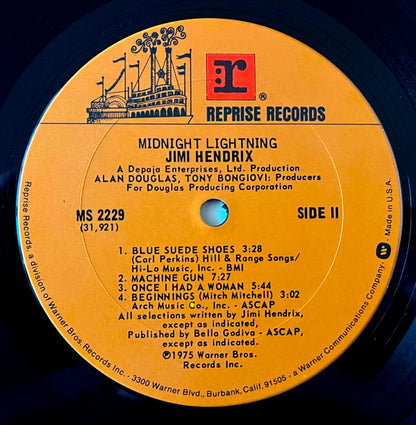 r ®
REPRISE RECORDS
MIDNIGHT LIGHTNING
JIMI HENDRIX
A Depaja Enterprises, Ltd. Production
ALAN DOUGLAS, TONY BONGIOVI: Producers
For Douglas Producing Corporation
MS 2229
(31,921)
SIDE II
1. BLUE SUEDE SHOES 3:28
(Carl Perkins) Hill & Range Songs/
Hi-Lo Music, Inc. - BMI
2. MACHINE GUN 7:27
3. ONCE I HAD A WOMAN 5:44
4. BEGINNINGS (Mitch Mitchell) 3:02
Arch Music Co., Inc. - ASCAP
All selections written by Jimi Hendrix,
except as indicated,
Published by Bella Godiva - ASCAP,
except as indicated.
℗1975 Warner Bros.
Records Inc.
Reprise Records, a division of Warner Bros. Records Inc. - 3300 Warner Blvd., Burbank, Calif. 91505 - a Warner Communications Company. W Made in U.S.A.